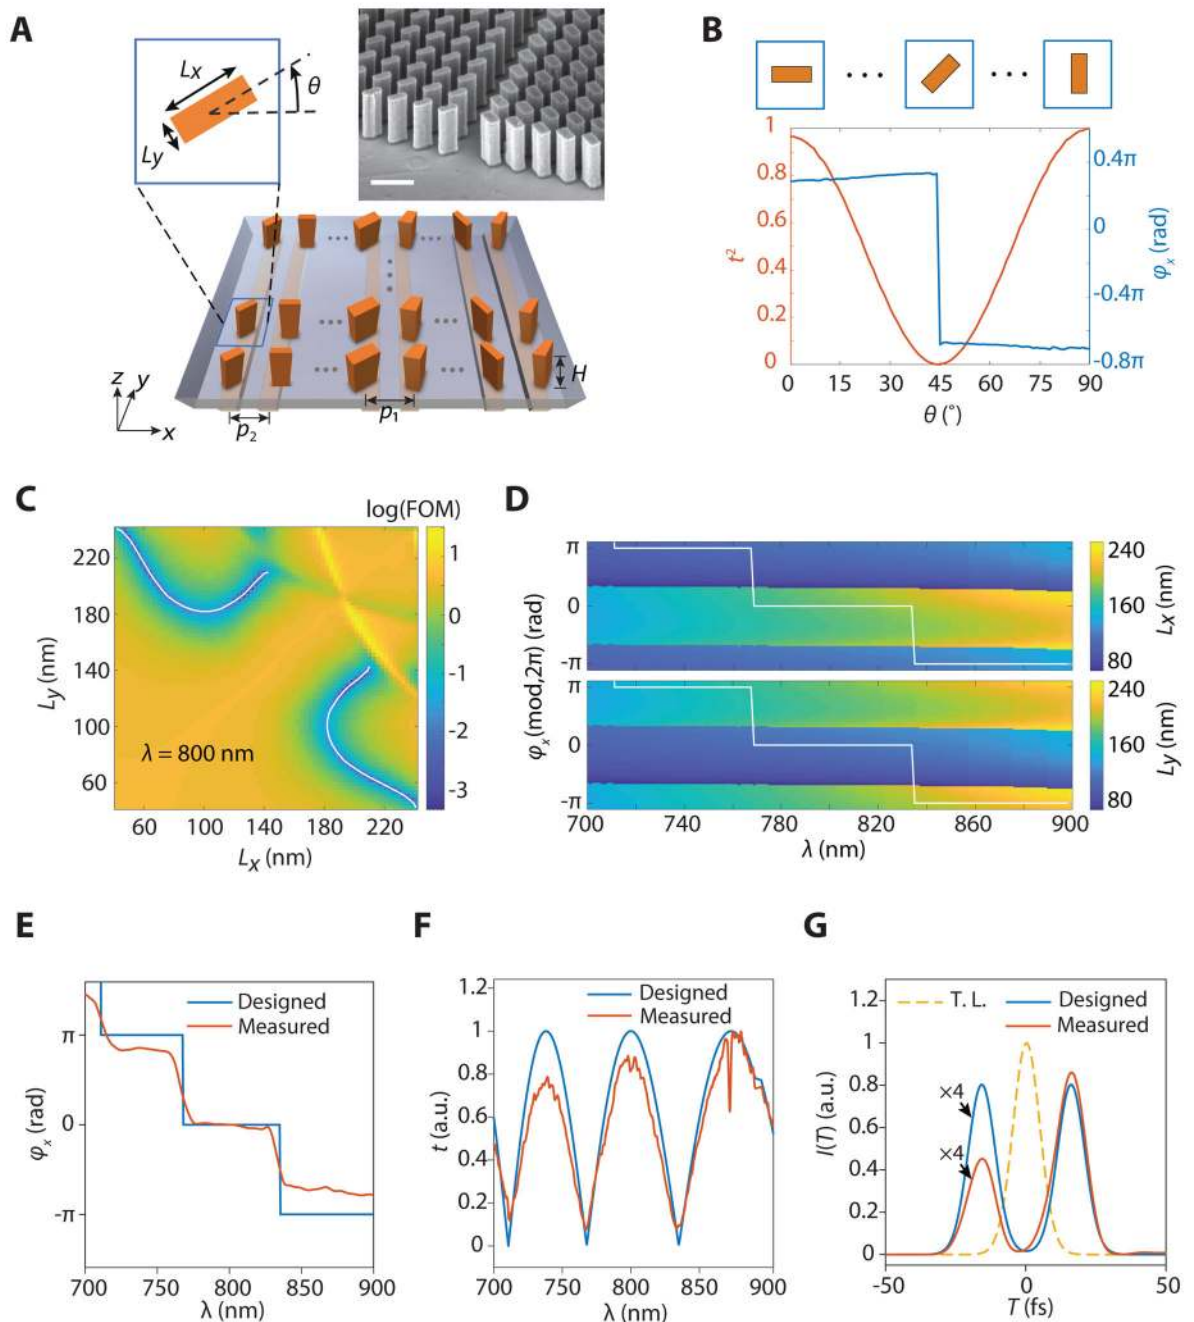 A
Lx
θ
Ly
H
z
y
x
p₂
p₁
B
1
0.8
0.6
0.4
0.2
0
t²
0.4π
0
-0.4π
-0.8π
φₓ (rad)
0 15 30 45 60 75 90
θ (°)
C
log(FOM)
220
180
140
100
60
Ly (nm)
λ = 800 nm
60 100 140 180 220
Lx (nm)
1
0
-1
-2
-3
D
π
0
-π
π
0
-π
φₓ(mod,2π) (rad)
700 740 780 820 860 900
λ (nm)
240
160
80
Lx (nm)
240
160
80
Ly (nm)
E
Designed
Measured
π
0
-π
φₓ (rad)
700 750 800 850 900
λ (nm)
F
Designed
Measured
1.2
1
0.8
0.6
0.4
0.2
0
t (a.u.)
700 750 800 850 900
λ (nm)
G
T. L.
Designed
Measured
1.2
1
0.8
0.6
0.4
0.2
0
I(T) (a.u.)
×4
×4
-50 0 50
T (fs)